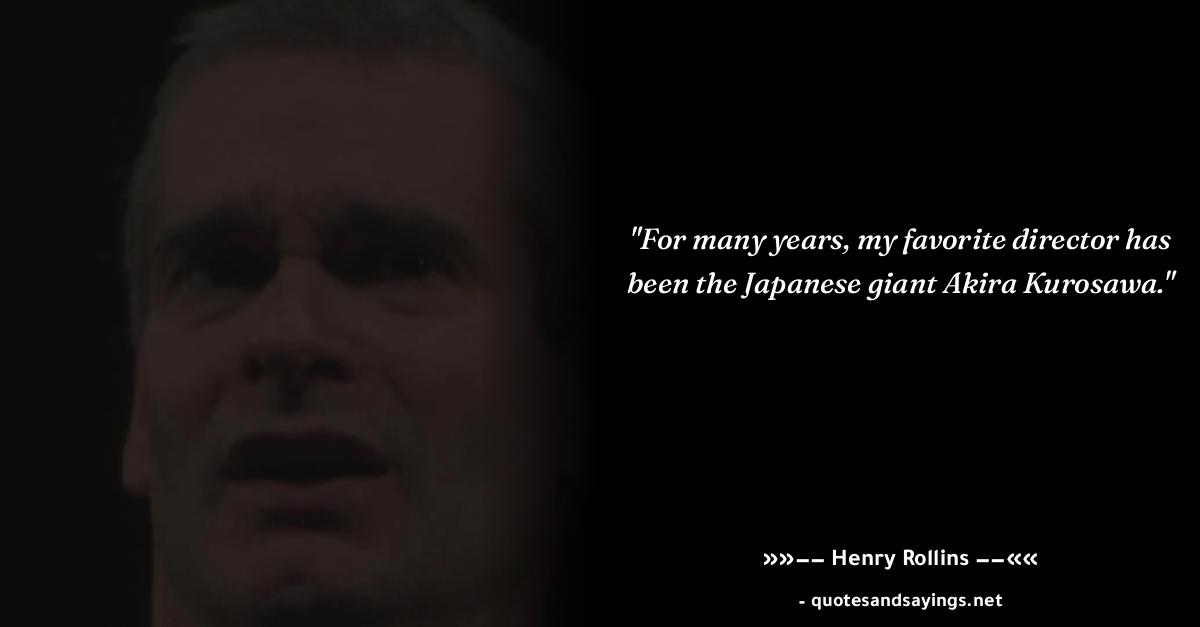 "For many years, my favorite director has
been the Japanese giant Akira Kurosawa."
»»–– Henry Rollins ––««
- quotesandsayings.net